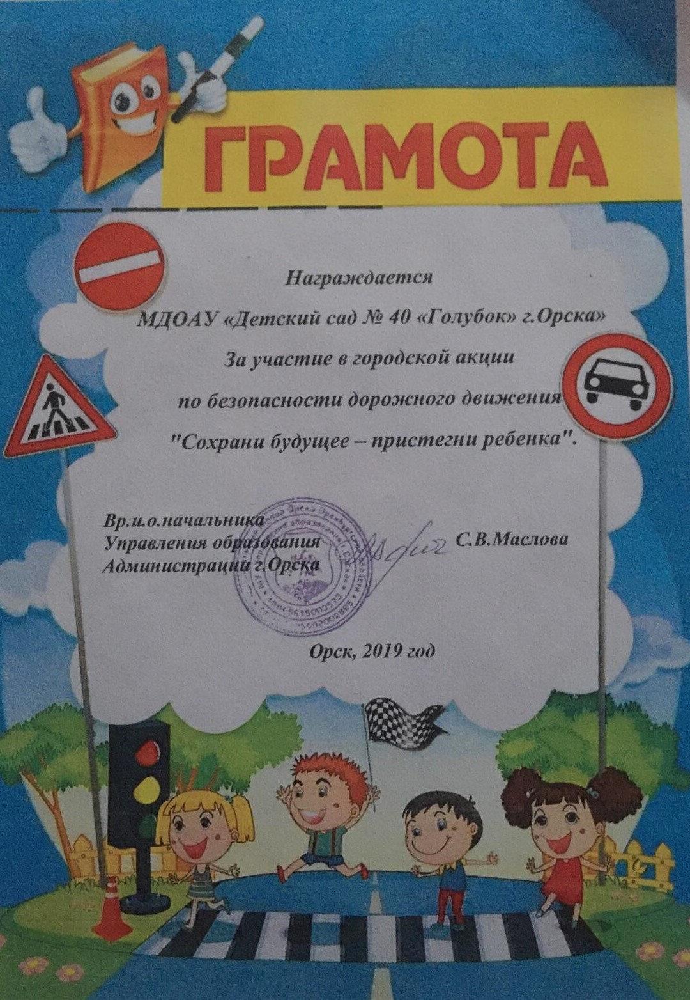 ГРАМОТА
Награждается
МДОАУ «Детский сад № 40 «Голубок» г.Орска»
За участие в городской акции
по безопасности дорожного движения
"Сохрани будущее – пристегни ребенка".
Вр.и.о.начальника
Управления образования
Администрации г.Орска
С.В.Маслова
Орск, 2019 год